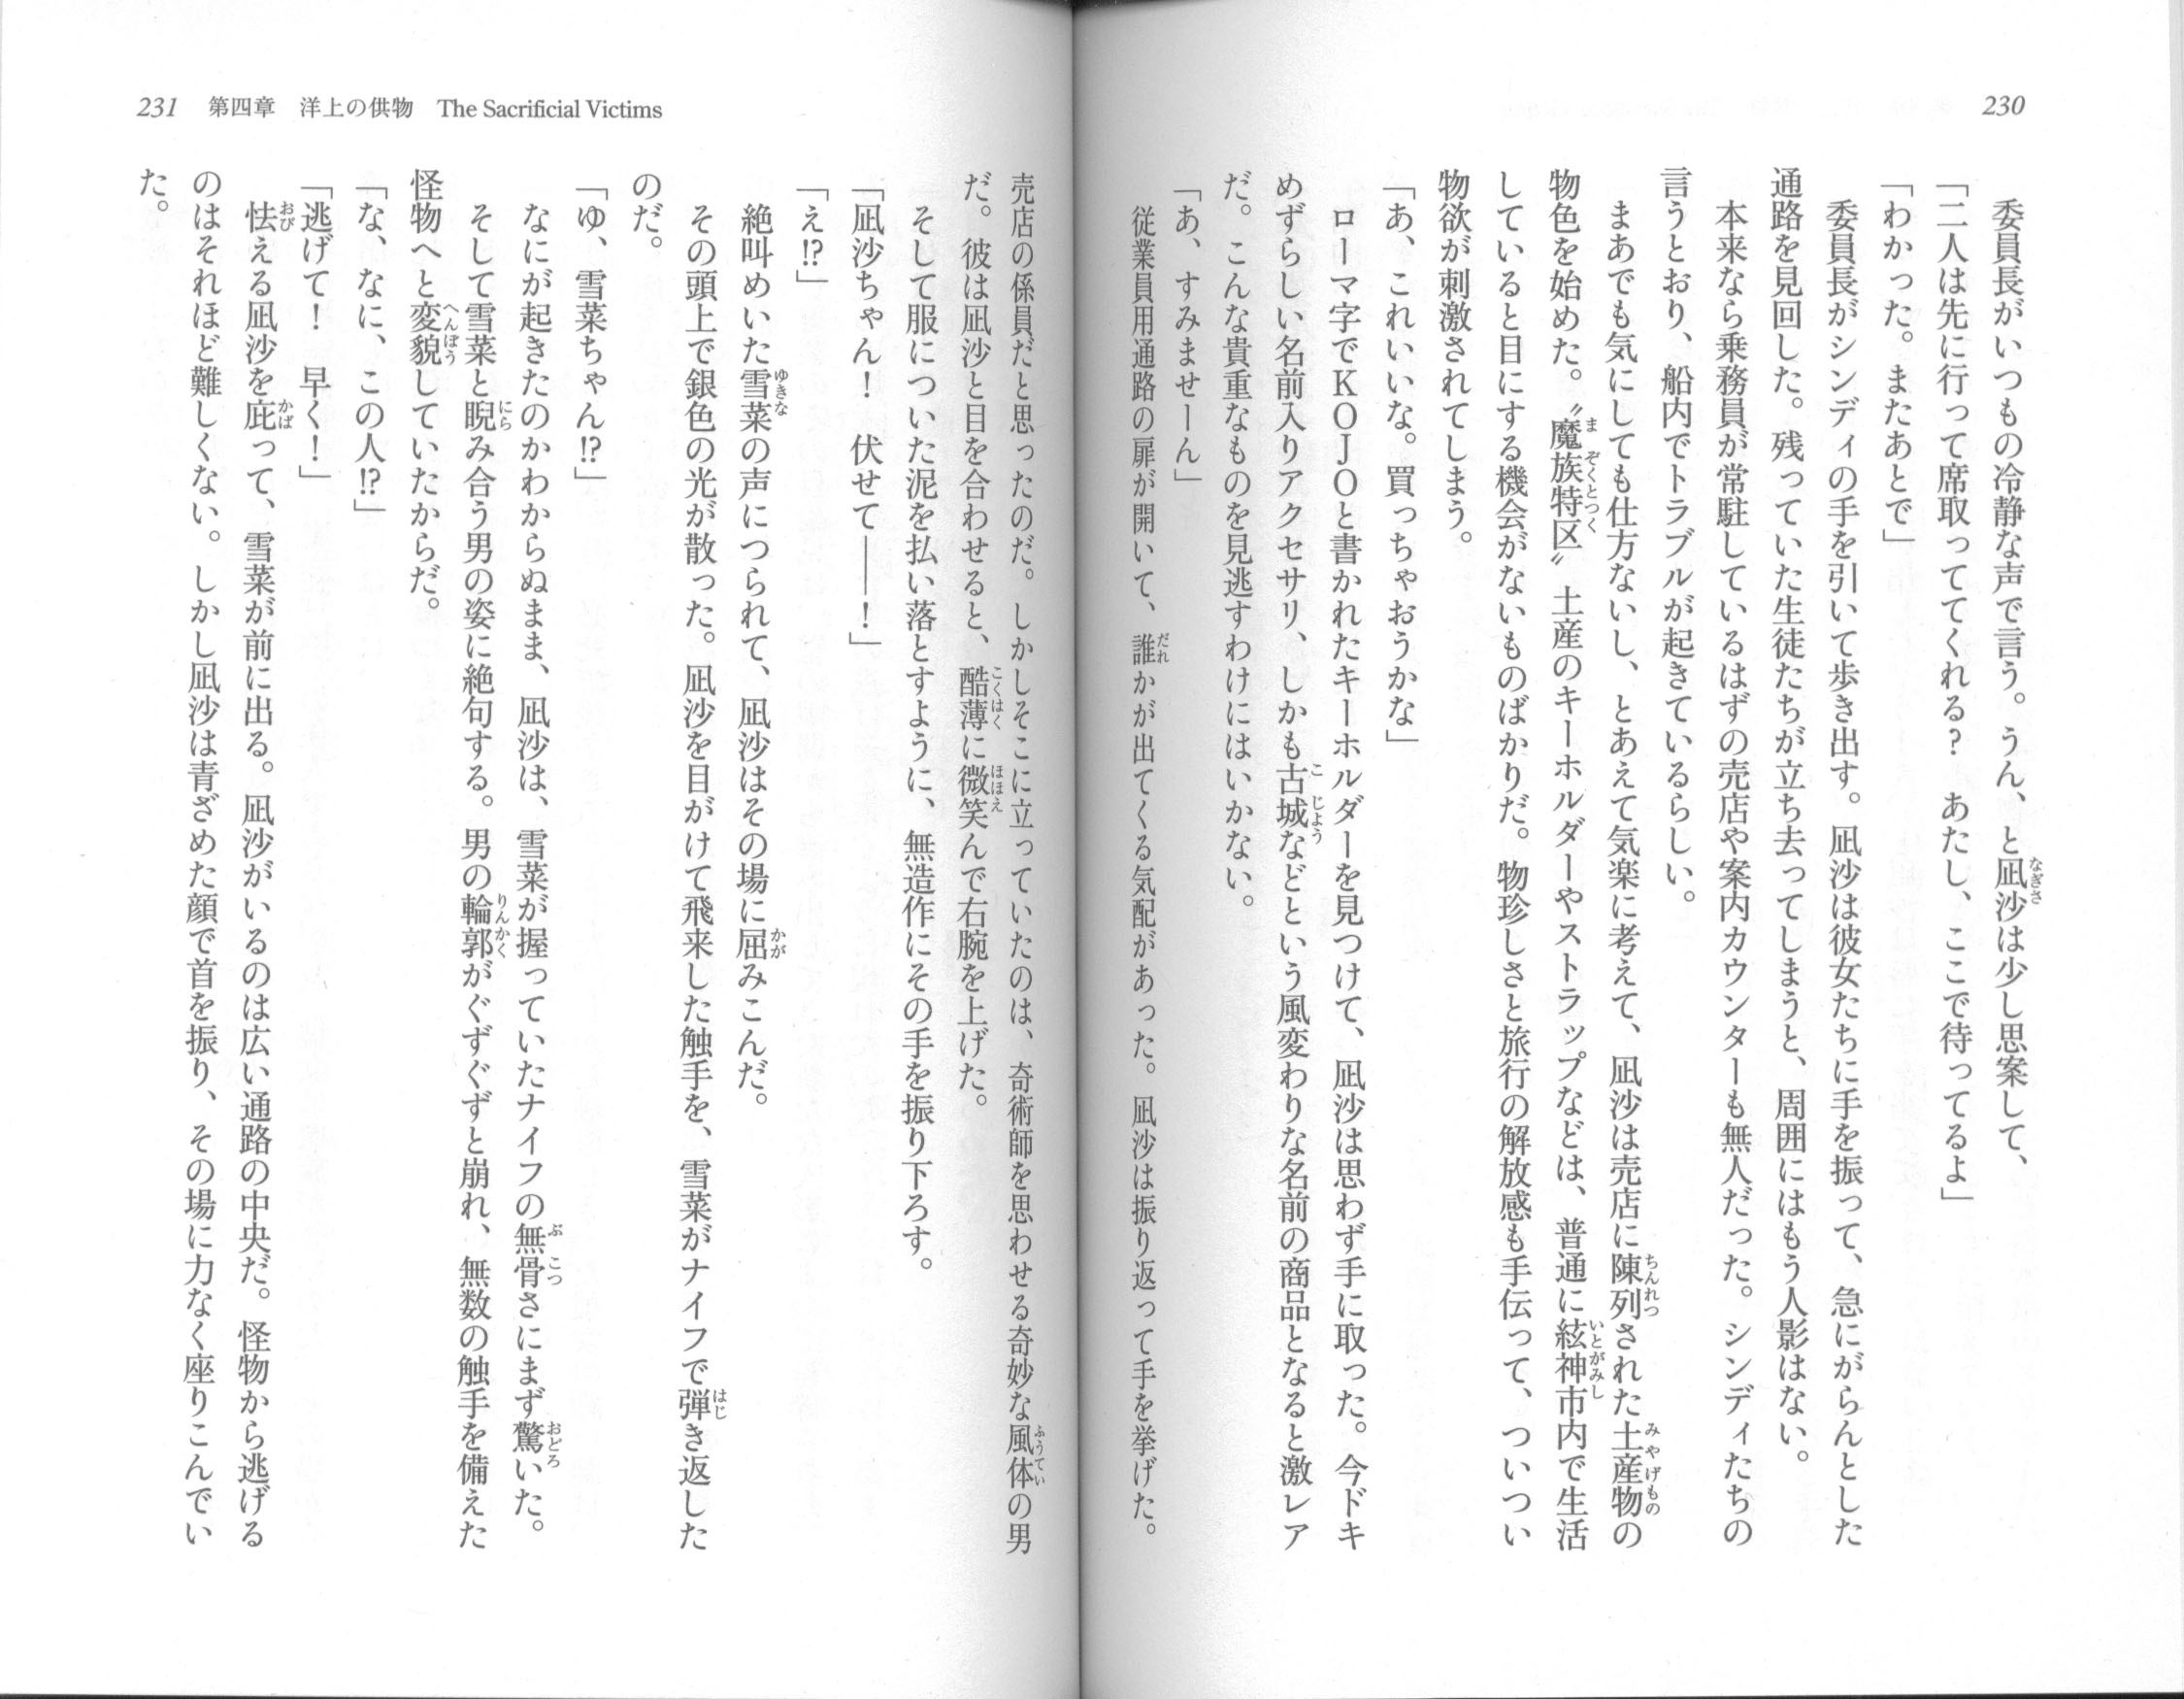 230
委員長がいつもの冷静な声で言う。うん、と凪沙は少し思案して、
「二人は先に行って席取っててくれる？　あたし、ここで待ってるよ」
「わかった。またあとで」
委員長がシンディの手を引いて歩き出す。凪沙は彼女たちに手を振って、急にがらんとした
通路を見回した。残っていた生徒たちが立ち去ってしまうと、周囲にはもう人影はない。
本来なら乗務員が常駐しているはずの売店や案内カウンターも無人だった。シンディたちの
言うとおり、船内でトラブルが起きているらしい。
まあでも気にしても仕方ないし、とあえて気楽に考えて、凪沙は売店に陳列された土産物の
物色を始めた。〝魔族特区〟土産のキーホルダーやストラップなどは、普通に絃神市内で生活
していると目にする機会がないものばかりだ。物珍しさと旅行の解放感も手伝って、ついつい
物欲が刺激されてしまう。
「あ、これいいな。買っちゃおうかな」
ローマ字でＫＯＪＯと書かれたキーホルダーを見つけて、凪沙は思わず手に取った。今ドキ
めずらしい名前入りアクセサリ、しかも古城などという風変わりな名前の商品となると激レア
だ。こんな貴重なものを見逃すわけにはいかない。
「あ、すみませーん」
従業員用通路の扉が開いて、誰かが出てくる気配があった。凪沙は振り返って手を挙げた。
231　第四章　洋上の供物　The Sacrificial Victims
売店の係員だと思ったのだ。しかしそこに立っていたのは、奇術師を思わせる奇妙な風体の男
だ。彼は凪沙と目を合わせると、酷薄に微笑んで右腕を上げた。
そして服についた泥を払い落とすように、無造作にその手を振り下ろす。
「凪沙ちゃん！　伏せて——！」
「え!?」
絶叫めいた雪菜の声につられて、凪沙はその場に屈みこんだ。
その頭上で銀色の光が散った。凪沙を目がけて飛来した触手を、雪菜がナイフで弾き返した
のだ。
「ゆ、雪菜ちゃん!?」
なにが起きたのかわからぬまま、凪沙は、雪菜が握っていたナイフの無骨さにまず驚いた。
そして雪菜と睨み合う男の姿に絶句する。男の輪郭がぐずぐずと崩れ、無数の触手を備えた
怪物へと変貌していたからだ。
「な、なに、この人!?」
「逃げて！　早く！」
怯える凪沙を庇って、雪菜が前に出る。凪沙がいるのは広い通路の中央だ。怪物から逃げる
のはそれほど難しくない。しかし凪沙は青ざめた顔で首を振り、その場に力なく座りこんでい
た。